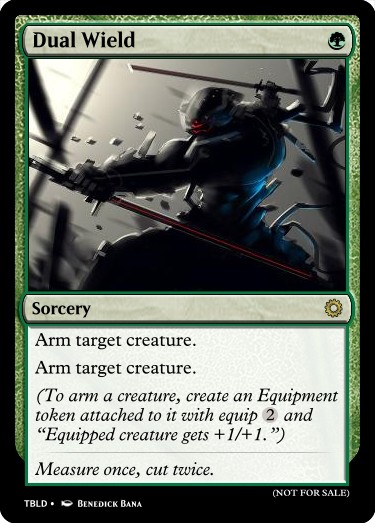 Dual Wield
Sorcery
Arm target creature.
Arm target creature.
(To arm a creature, create an Equipment
token attached to it with equip 2 and
“Equipped creature gets +1/+1.”)
Measure once, cut twice.
(NOT FOR SALE)
TBLD • Benedick Bana